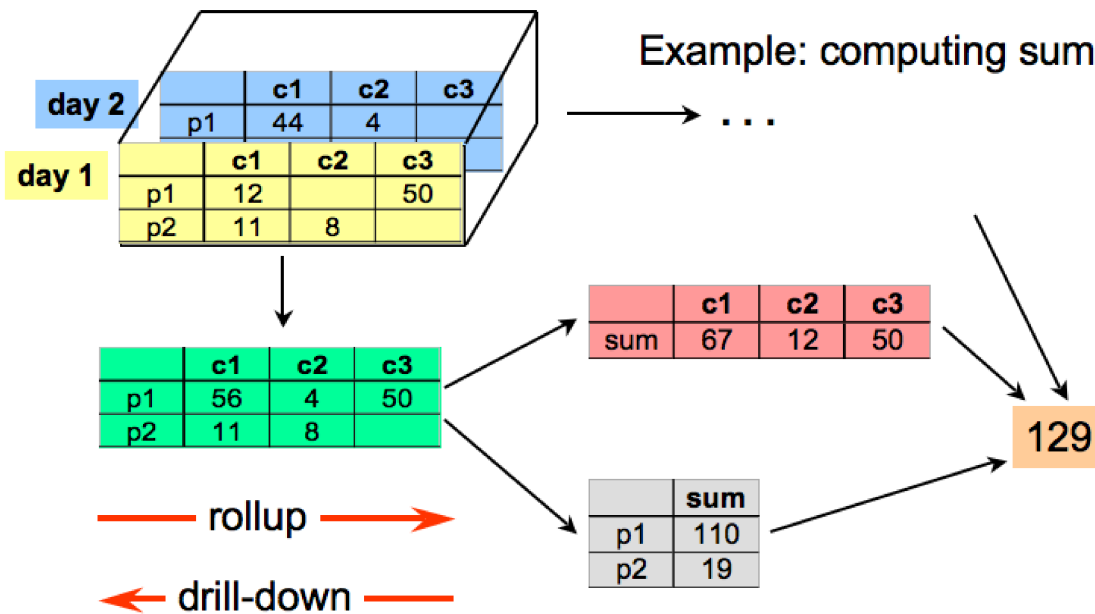 Example: computing sum
day 2
c1 c2 c3
p1 44 4
. . .
day 1
c1 c2 c3
p1 12 50
p2 11 8
c1 c2 c3
sum 67 12 50
c1 c2 c3
p1 56 4 50
p2 11 8
129
sum
p1 110
p2 19
rollup
drill-down